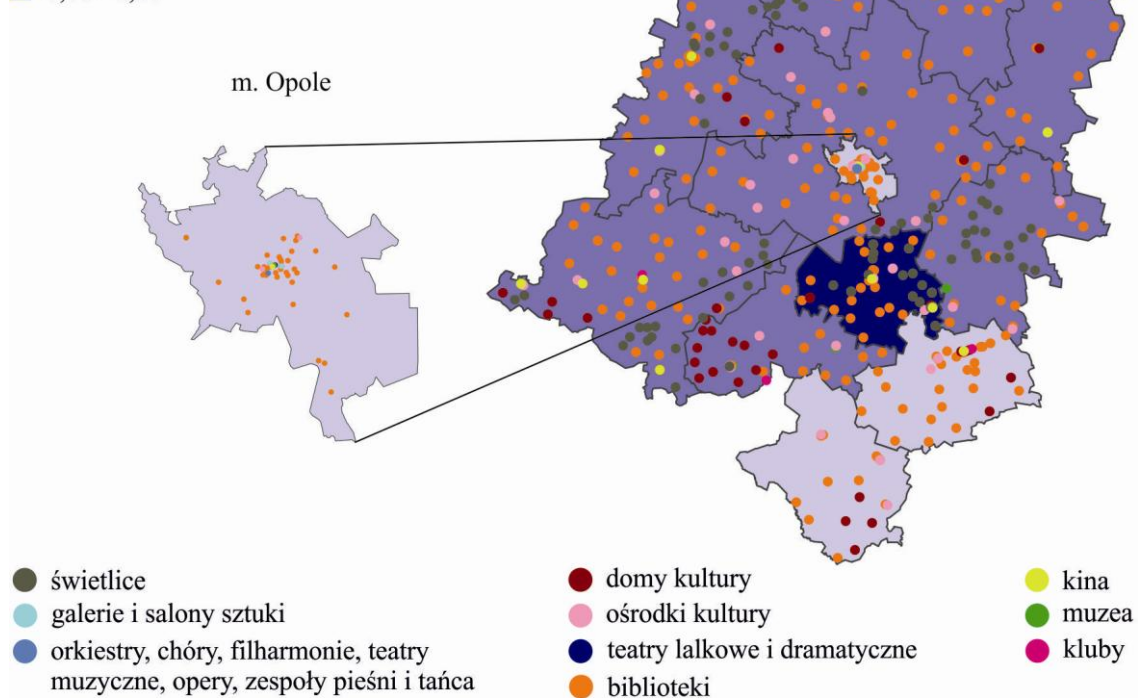 m. Opole
świetlice
galerie i salony sztuki
orkiestry, chóry, filharmonie, teatry
muzyczne, opery, zespoły pieśni i tańca
domy kultury
ośrodki kultury
teatry lalkowe i dramatyczne
biblioteki
kina
muzea
kluby